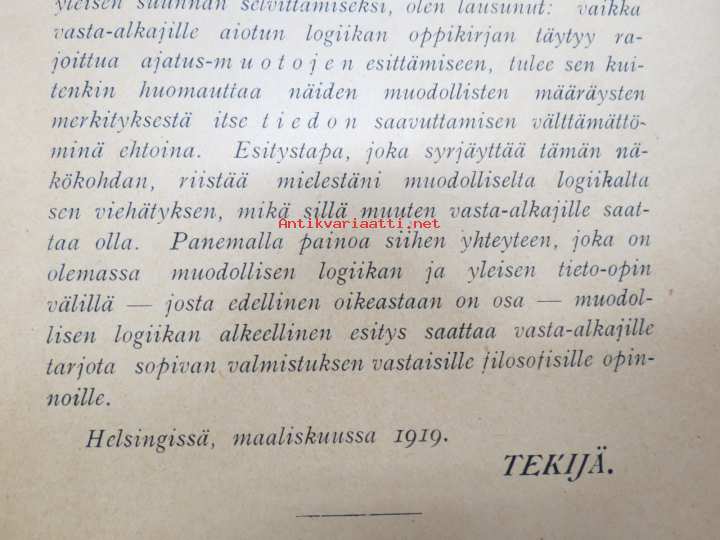 yleisen suunnan selvittämiseksi, olen lausunut: vaikka
vasta-alkajille aiotun logiikan oppikirjan täytyy ra-
joittua ajatus-muotojen esittämiseen, tulee sen kui-
tenkin huomauttaa näiden muodollisten määräysten
merkityksestä itse tiedon saavuttamisen välttämättö-
minä ehtoina. Esitystapa, joka syrjäyttää tämän nä-
kökohdan, riistää mielestäni muodolliselta logiikalta
sen viehätyksen, mikä sillä muuten vasta-alkajille saat-
Antikvariaatti.net
taa olla. Panemalla painoa siihen yhteyteen, joka on
olemassa muodollisen logiikan ja yleisen tieto-opin
välillä — josta edellinen oikeastaan on osa — muodol-
lisen logiikan alkeellinen esitys saattaa vasta-alkajille
tarjota sopivan valmistuksen vastaisille filosofisille opin-
noille.
Helsingissä, maaliskuussa 1919.
TEKIJÄ.